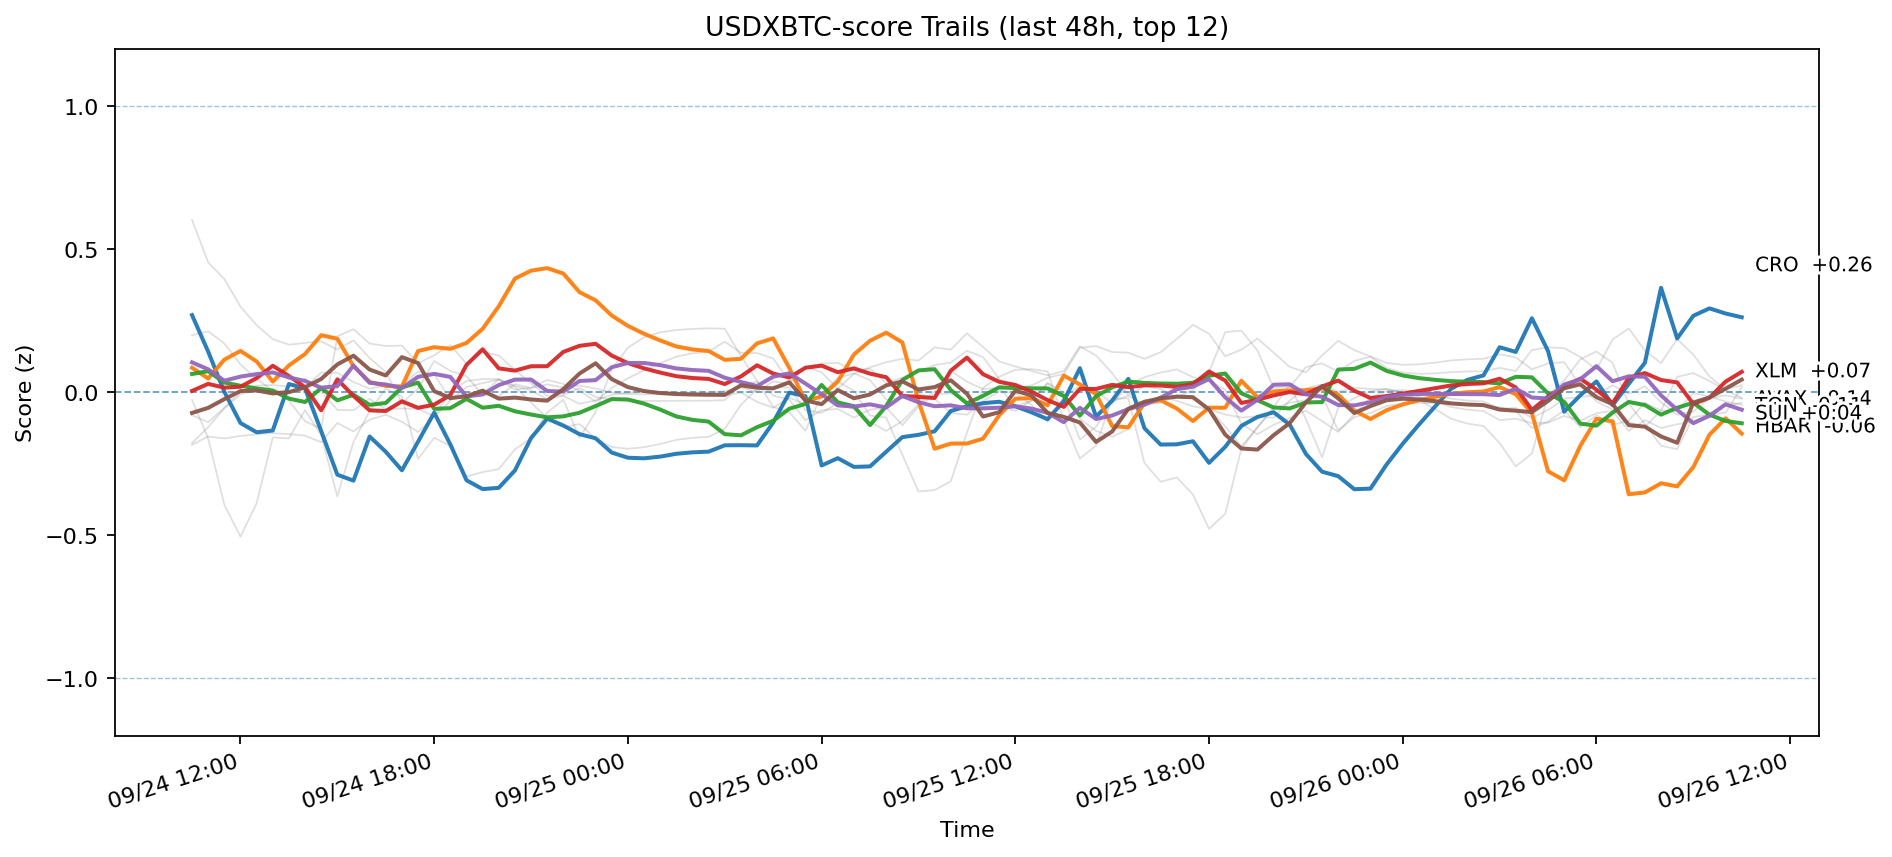 USDXBTC-score Trails (last 48h, top 12)
1.0
0.5
0.0
−0.5
−1.0
Score (z)
CRO +0.26
XLM +0.07
SUN +0.04
HBAR -0.06
09/24 12:00
09/24 18:00
09/25 00:00
09/25 06:00
09/25 12:00
09/25 18:00
09/26 00:00
09/26 06:00
09/26 12:00
Time